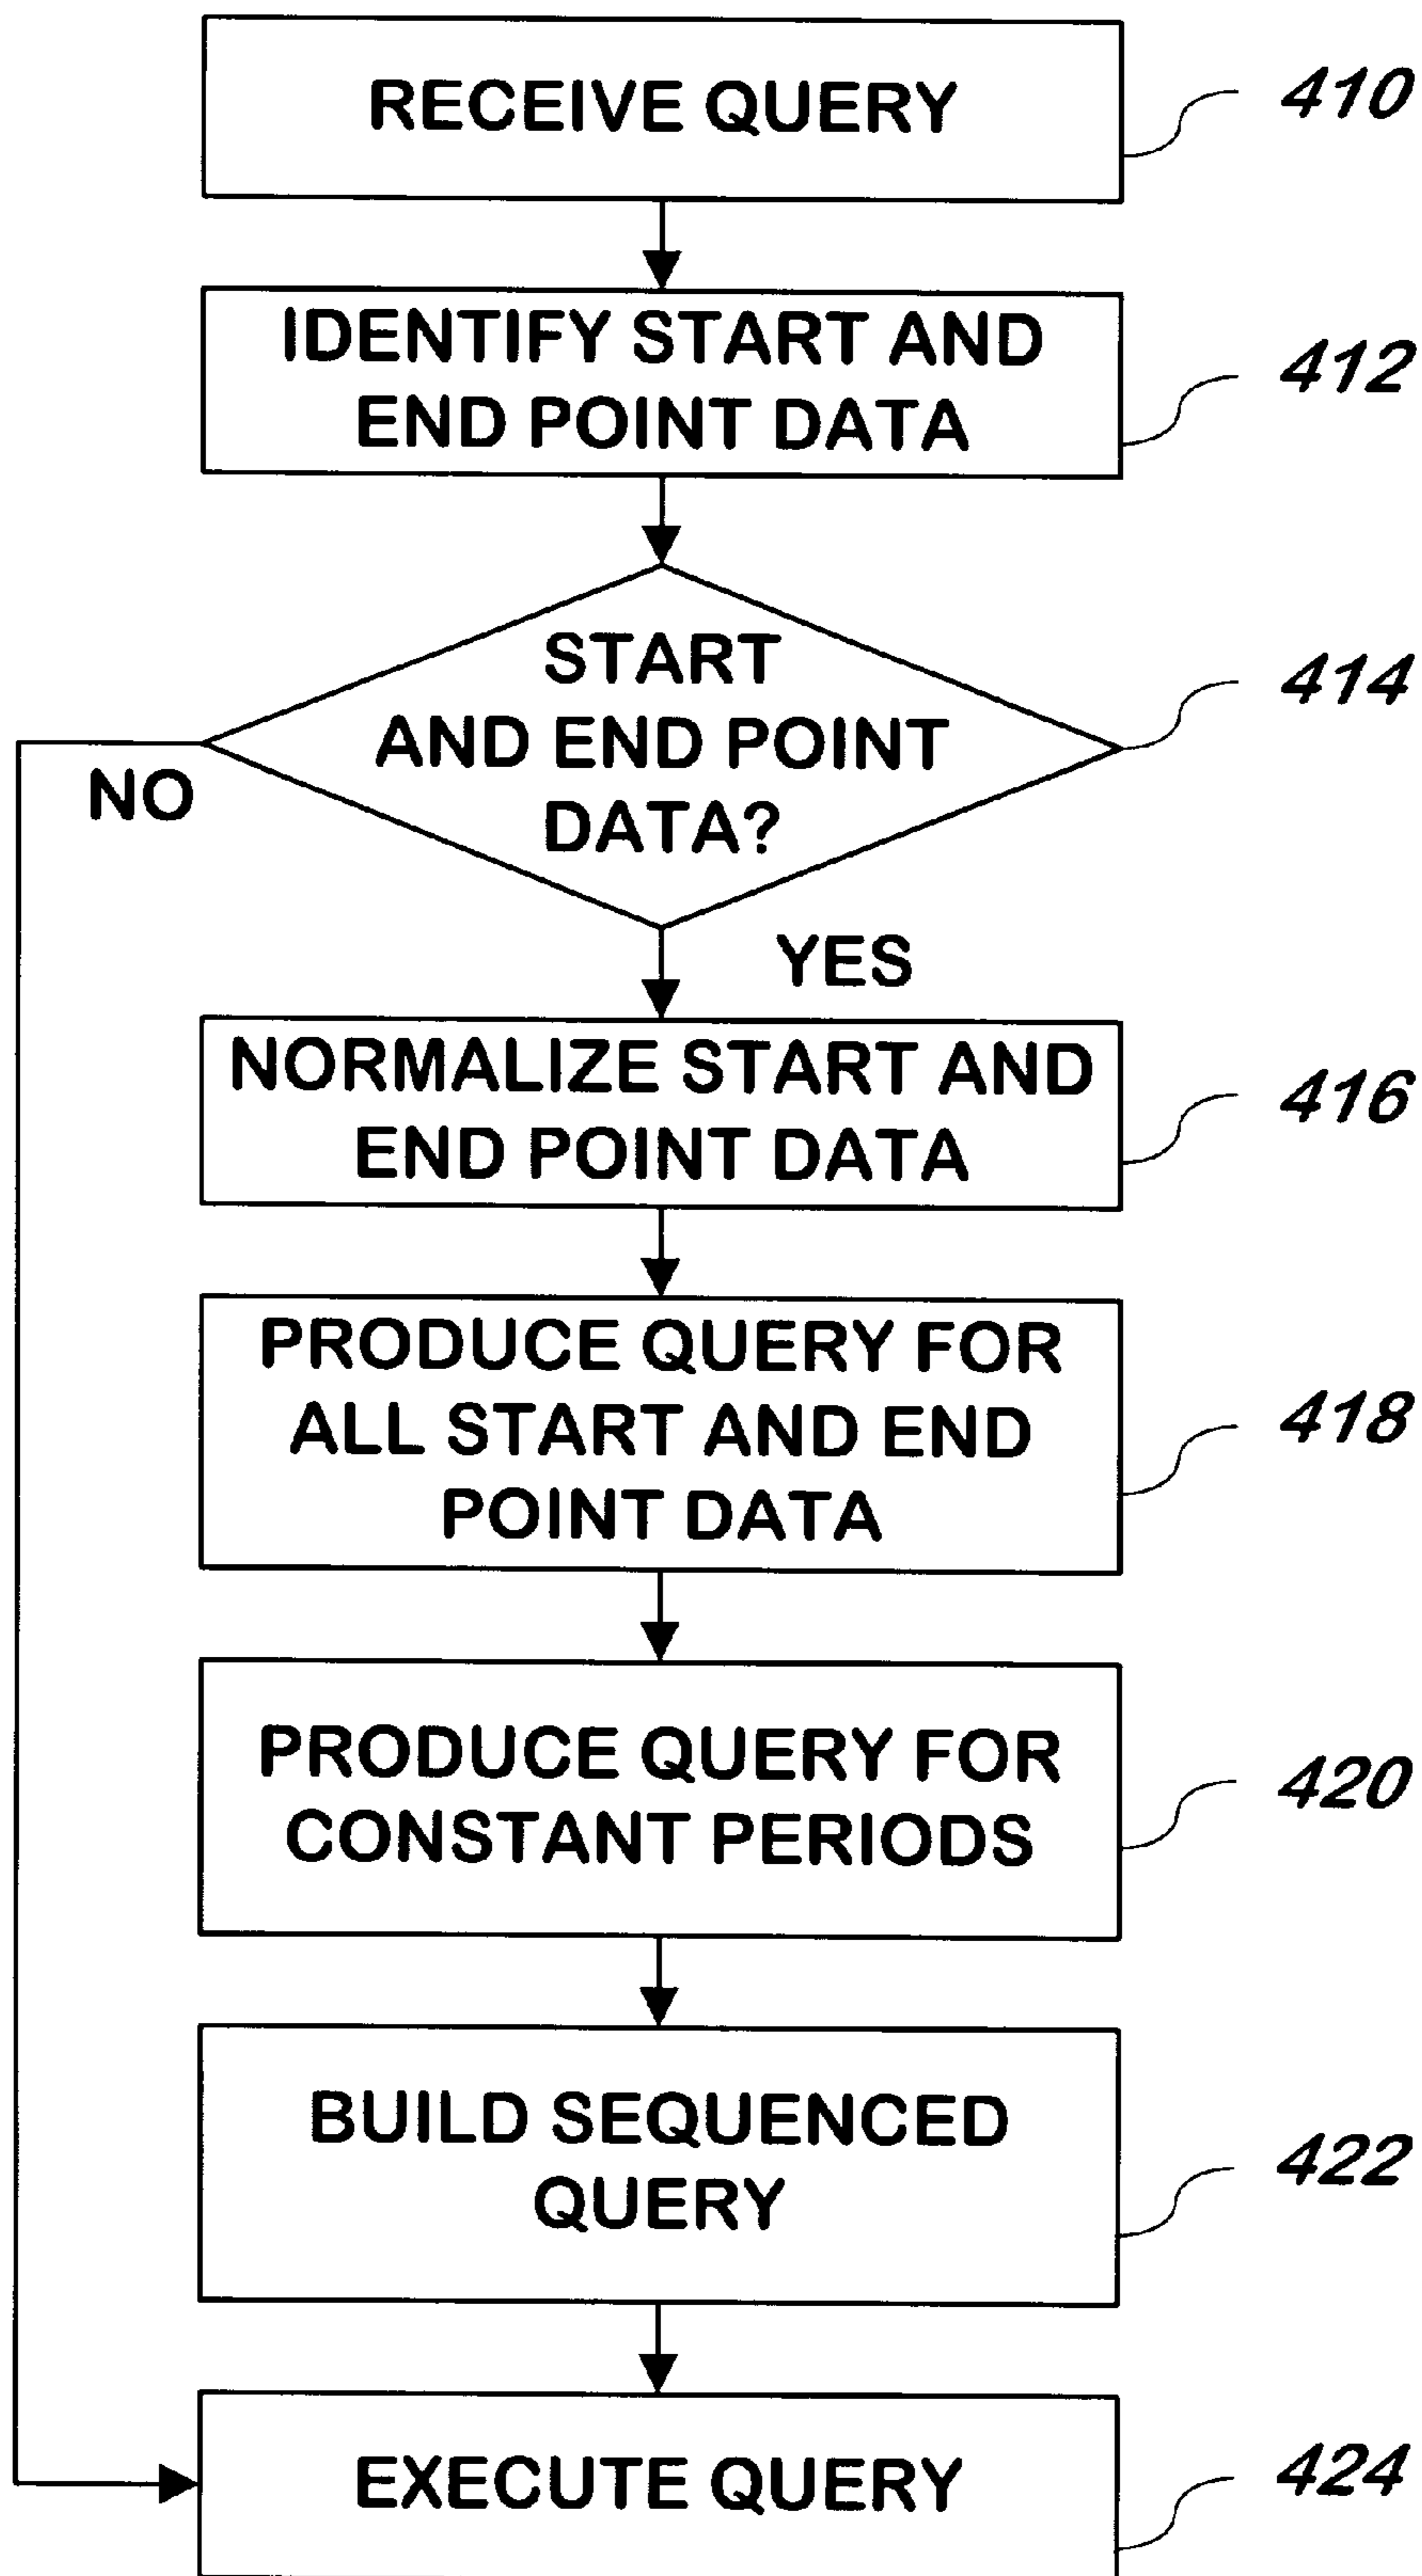 RECEIVE QUERY
410
IDENTIFY START AND
END POINT DATA
412
START
AND END POINT
DATA?
414
NO
YES
NORMALIZE START AND
END POINT DATA
416
PRODUCE QUERY FOR
ALL START AND END
POINT DATA
418
PRODUCE QUERY FOR
CONSTANT PERIODS
420
BUILD SEQUENCED
QUERY
422
EXECUTE QUERY
424